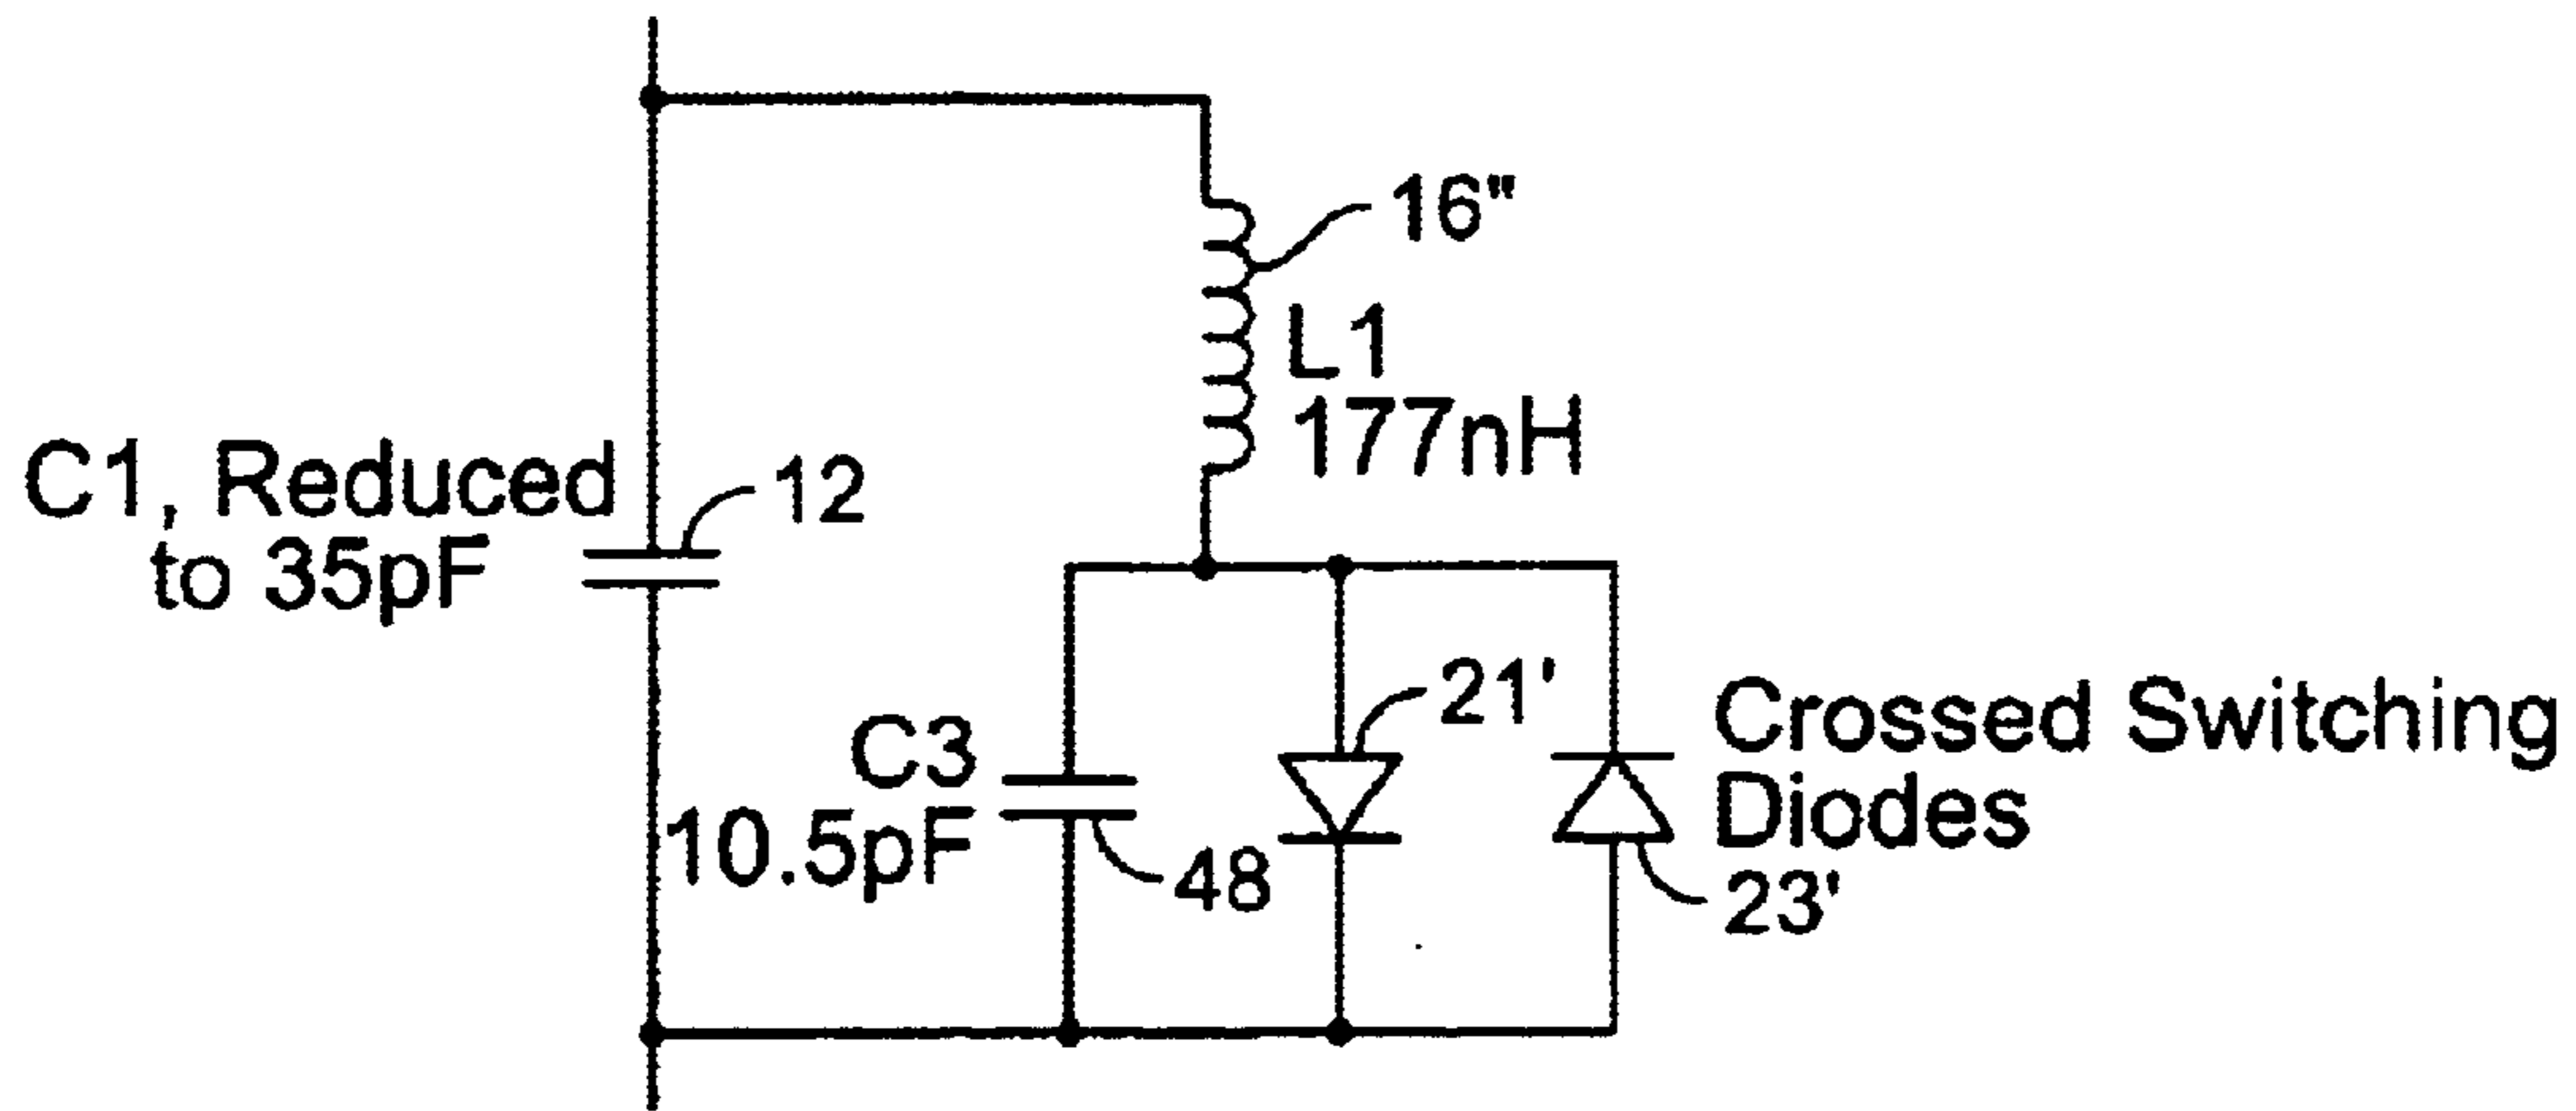 16"
L1
177nH
C1, Reduced
to 35pF
12
C3
10.5pF
48
21'
Crossed Switching
Diodes
23'